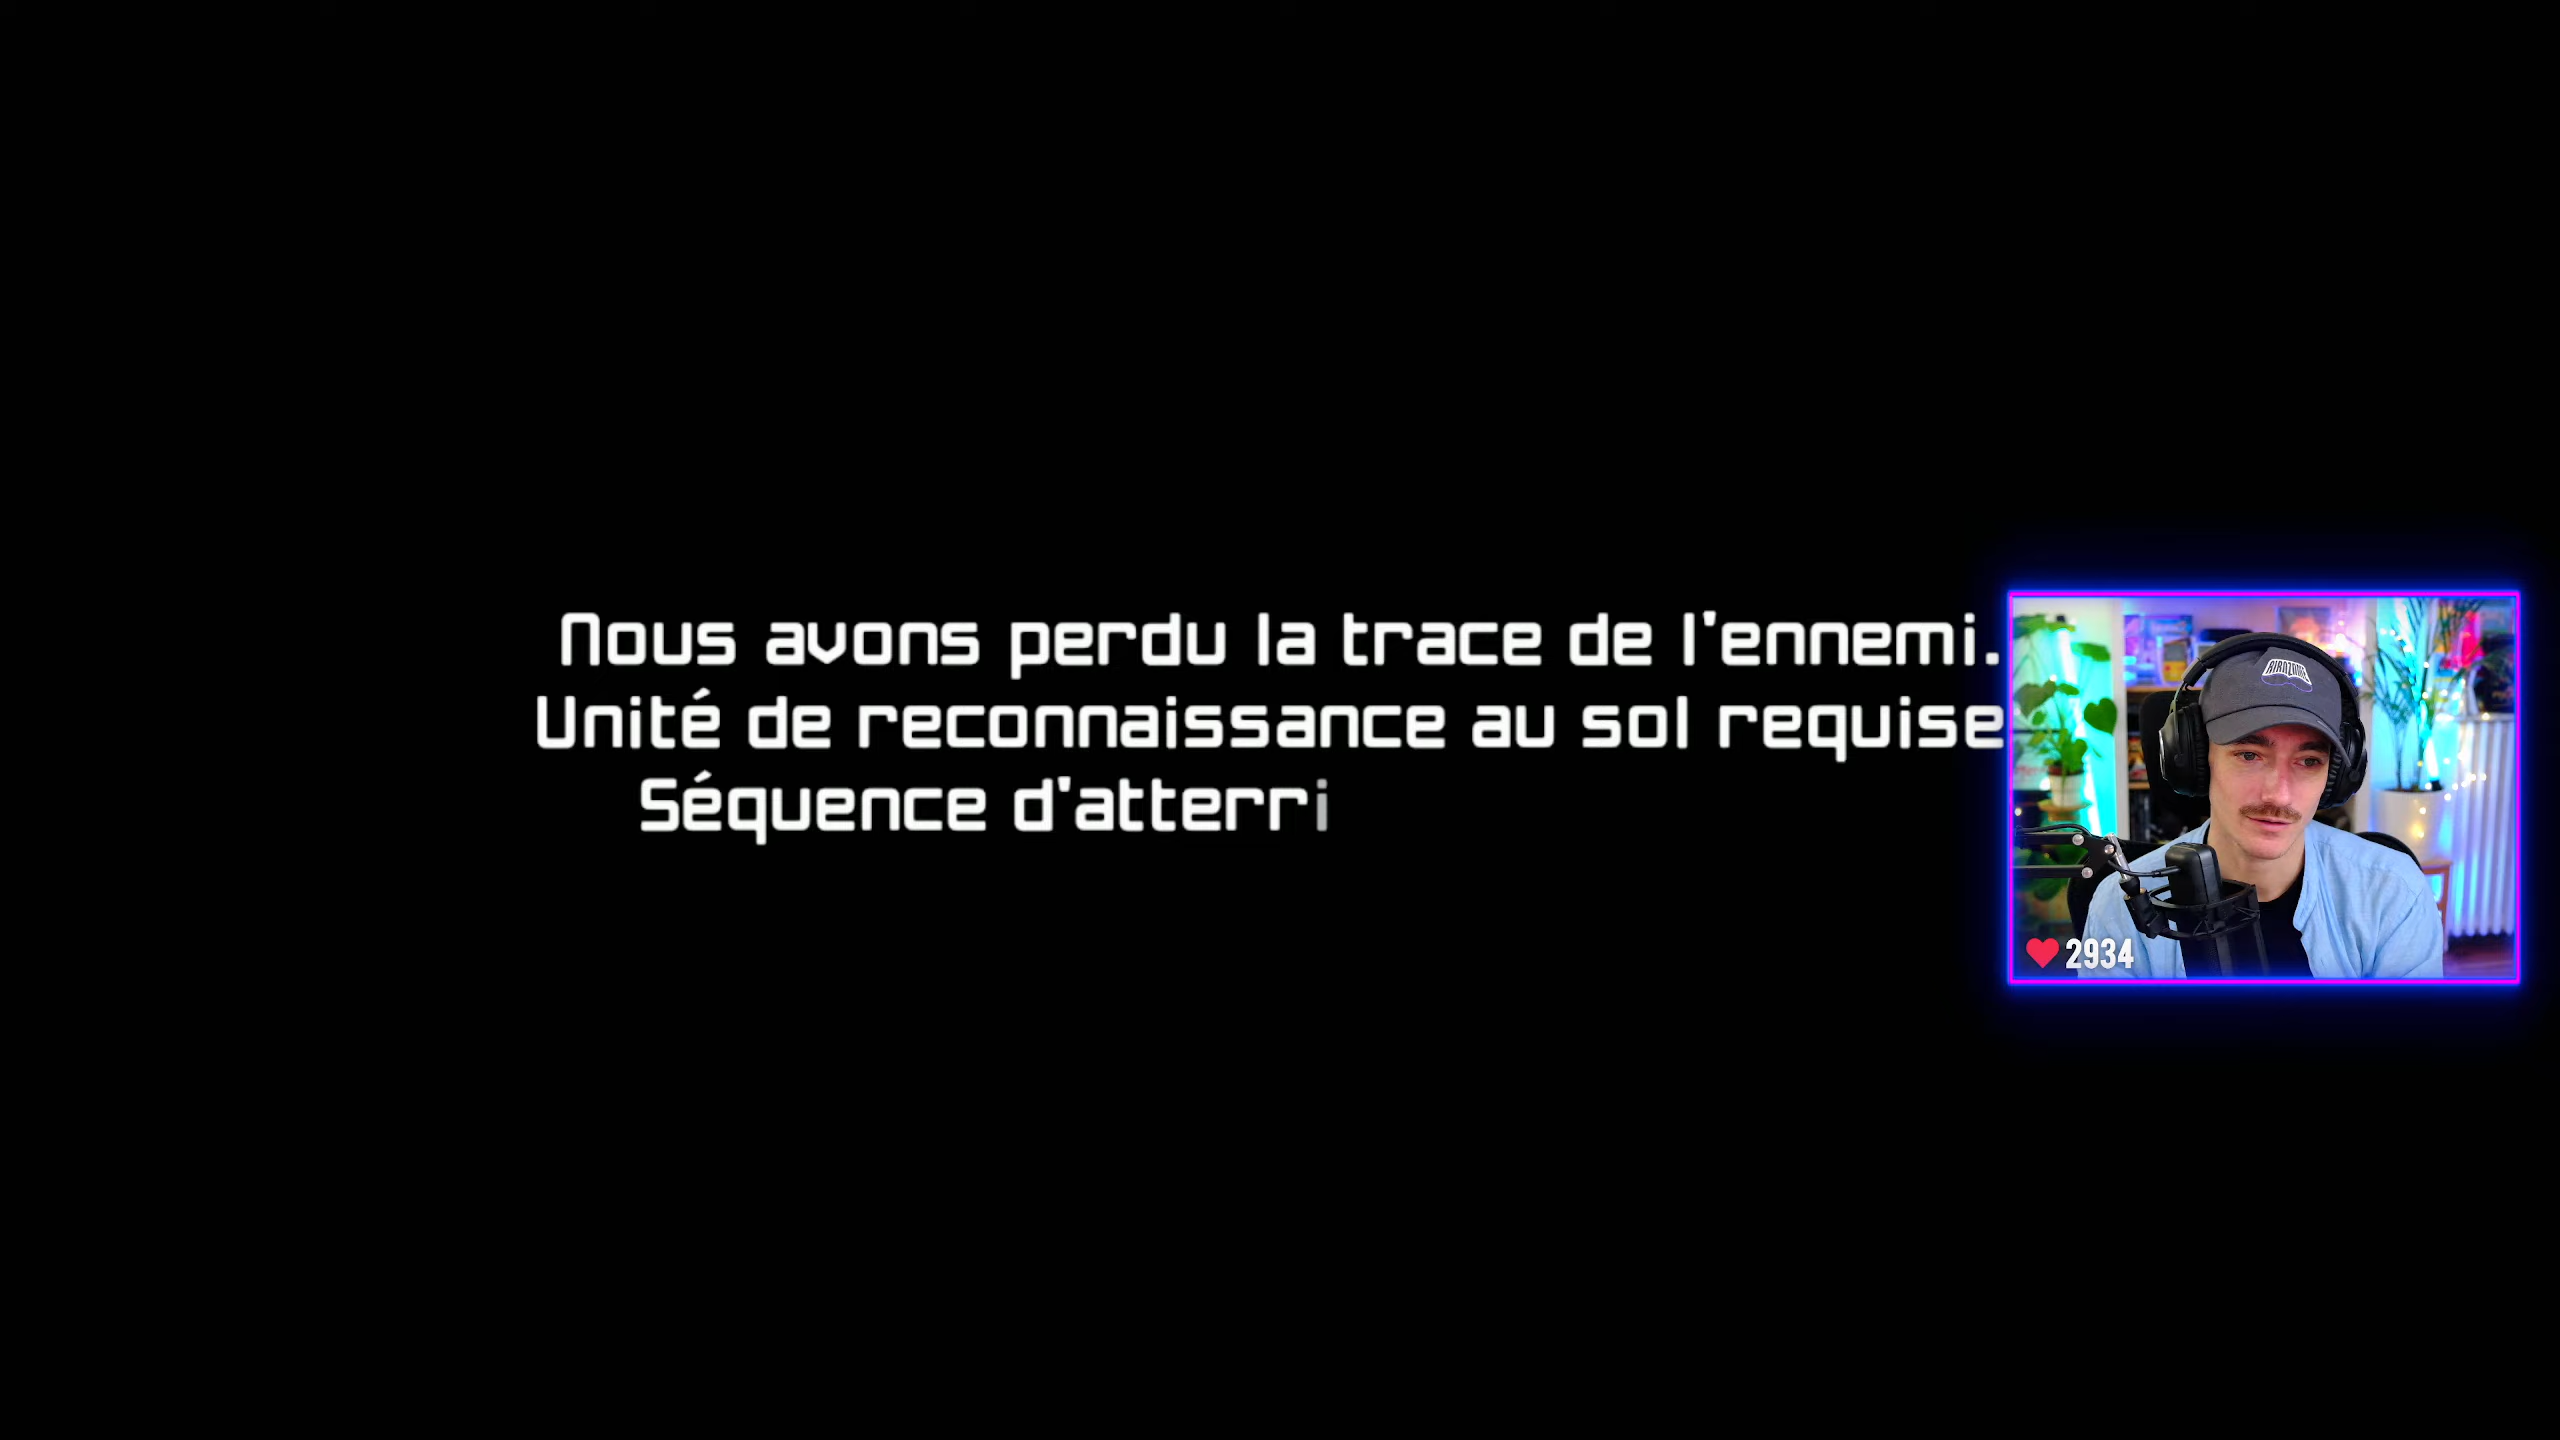 Nous avons perdu la trace de l'ennemi.
Unité de reconnaissance au sol requise
Séquence d'atterri
2934